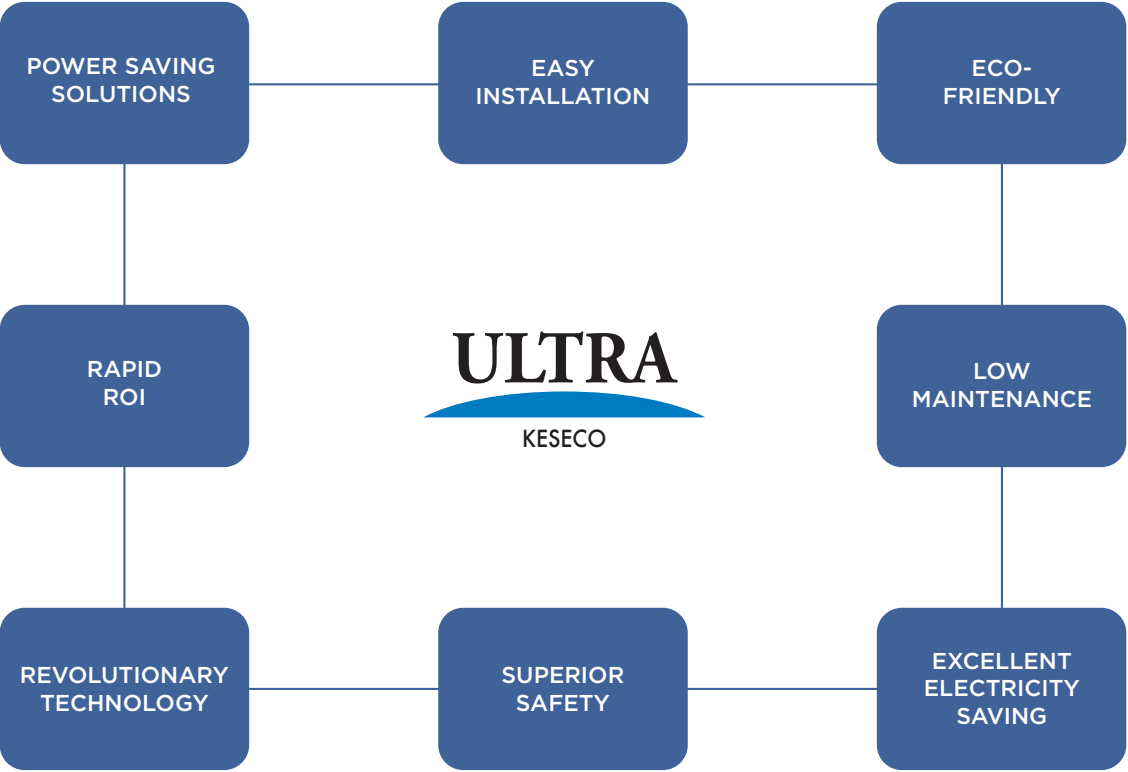 POWER SAVING
SOLUTIONS
EASY
INSTALLATION
ECO-
FRIENDLY
RAPID
ROI
ULTRA
KESECO
LOW
MAINTENANCE
REVOLUTIONARY
TECHNOLOGY
SUPERIOR
SAFETY
EXCELLENT
ELECTRICITY
SAVING